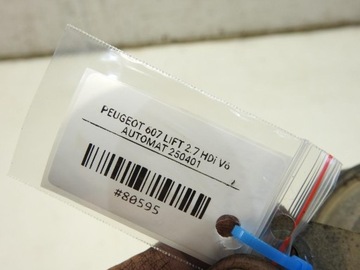 PEUGEOT 607 LIFT 2.7 HDi V6
AUTOMAT 250401
#80595